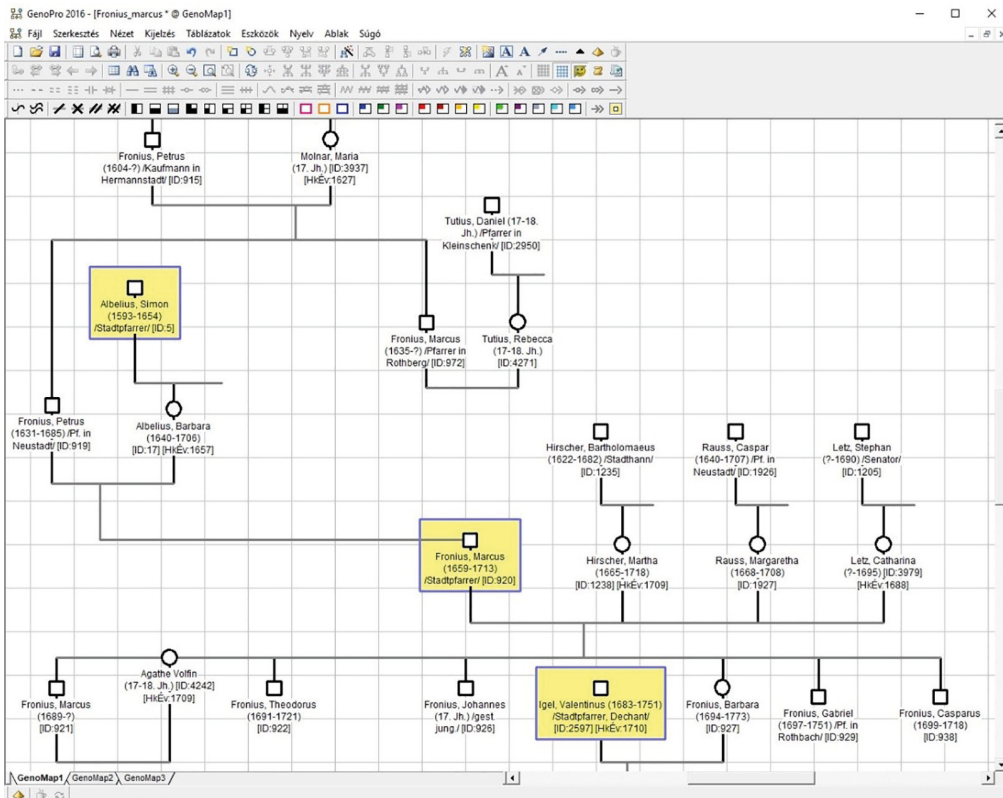 GenoPro 2016 - [Fronius_marcus * @ GenoMap1]
Fájl Szerkesztés Nézet Kijelzés Táblázatok Eszközök Nyelv Ablak Súgó
Fronius, Petrus
(1604-?) /Kaufmann in
Hermannstadt/ [ID:915]
Molnar, Maria
(17. Jh.) [ID:3937]
[HkÉv:1627]
Tutius, Daniel (17-18.
Jh.) /Pfarrer in
Kleinschenk/ [ID:2950]
Albelius, Simon
(1593-1654)
/Stadtpfarrer/ [ID:5]
Fronius, Marcus
(1635-?) /Pfarrer in
Rothberg/ [ID:972]
Tutius, Rebecca
(17-18. Jh.)
[ID:4271]
Fronius, Petrus
(1631-1685) /Pf. in
Neustadt/ [ID:919]
Albelius, Barbara
(1640-1706)
[ID:17] [HkÉv:1657]
Hirscher, Bartholomaeus
(1622-1682) /Stadthann/
[ID:1235]
Rauss, Caspar
(1640-1707) /Pf. in
Neustadt/ [ID:1926]
Letz, Stephan
(?-1690) /Senator/
[ID:1205]
Fronius, Marcus
(1659-1713)
/Stadtpfarrer/ [ID:920]
Hirscher, Martha
(1665-1718)
[ID:1238] [HkÉv:1709]
Rauss, Margaretha
(1668-1708)
[ID:1927]
Letz, Catharina
(?-1695) [ID:3979]
[HkÉv:1688]
Fronius, Marcus
(1689-?)
[ID:921]
Agathe Volfin
(17-18. Jh.) [ID:4242]
[HkÉv:1709]
Fronius, Theodorus
(1691-1721)
[ID:922]
Fronius, Johannes
(17. Jh.) /gest.
jung./ [ID:926]
Igel, Valentinus (1683-1751)
/Stadtpfarrer, Dechant/
[ID:2597] [HkÉv:1710]
Fronius, Barbara
(1694-1773)
[ID:927]
Fronius, Gabriel
(1697-1751) /Pf. in
Rothbach/ [ID:929]
Fronius, Casparus
(1699-1718)
[ID:938]
GenoMap1 GenoMap2 GenoMap3